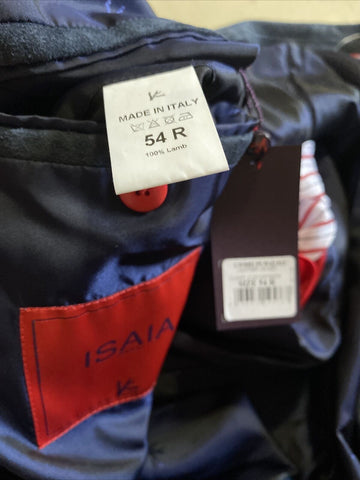 MADE IN ITALY
54 R
100% Lamb
ISAIA
SIZE 54 R